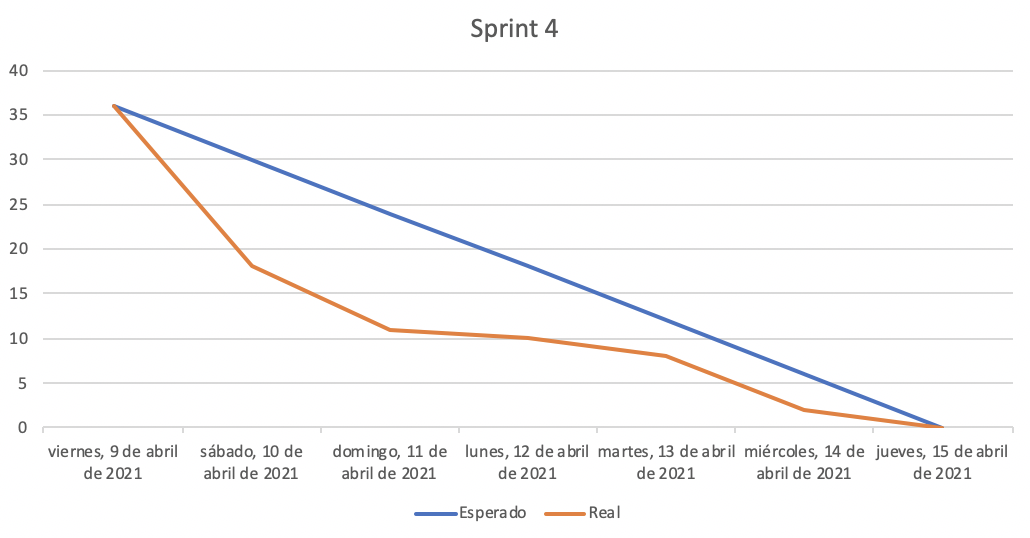 Sprint 4
40
35
30
25
20
15
10
5
0
viernes, 9 de abril
de 2021
sábado, 10 de
abril de 2021
domingo, 11 de
abril de 2021
lunes, 12 de abril
de 2021
martes, 13 de abril
de 2021
miércoles, 14 de
abril de 2021
jueves, 15 de abril
de 2021
Esperado
Real